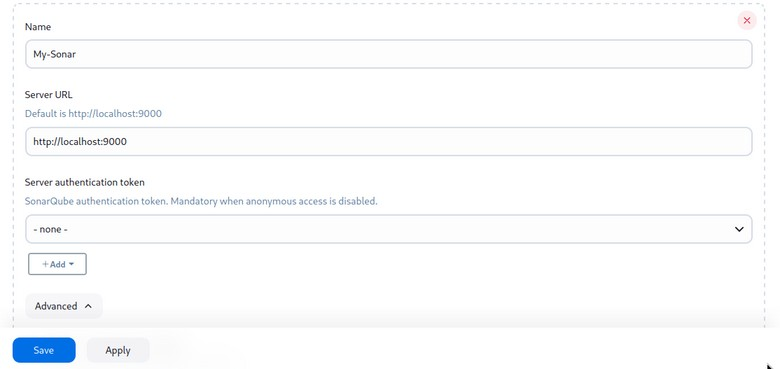 Name
My-Sonar
Server URL
Default is http://localhost:9000
http://localhost:9000
Server authentication token
SonarQube authentication token. Mandatory when anonymous access is disabled.
- none -
+ Add
Advanced
Save
Apply